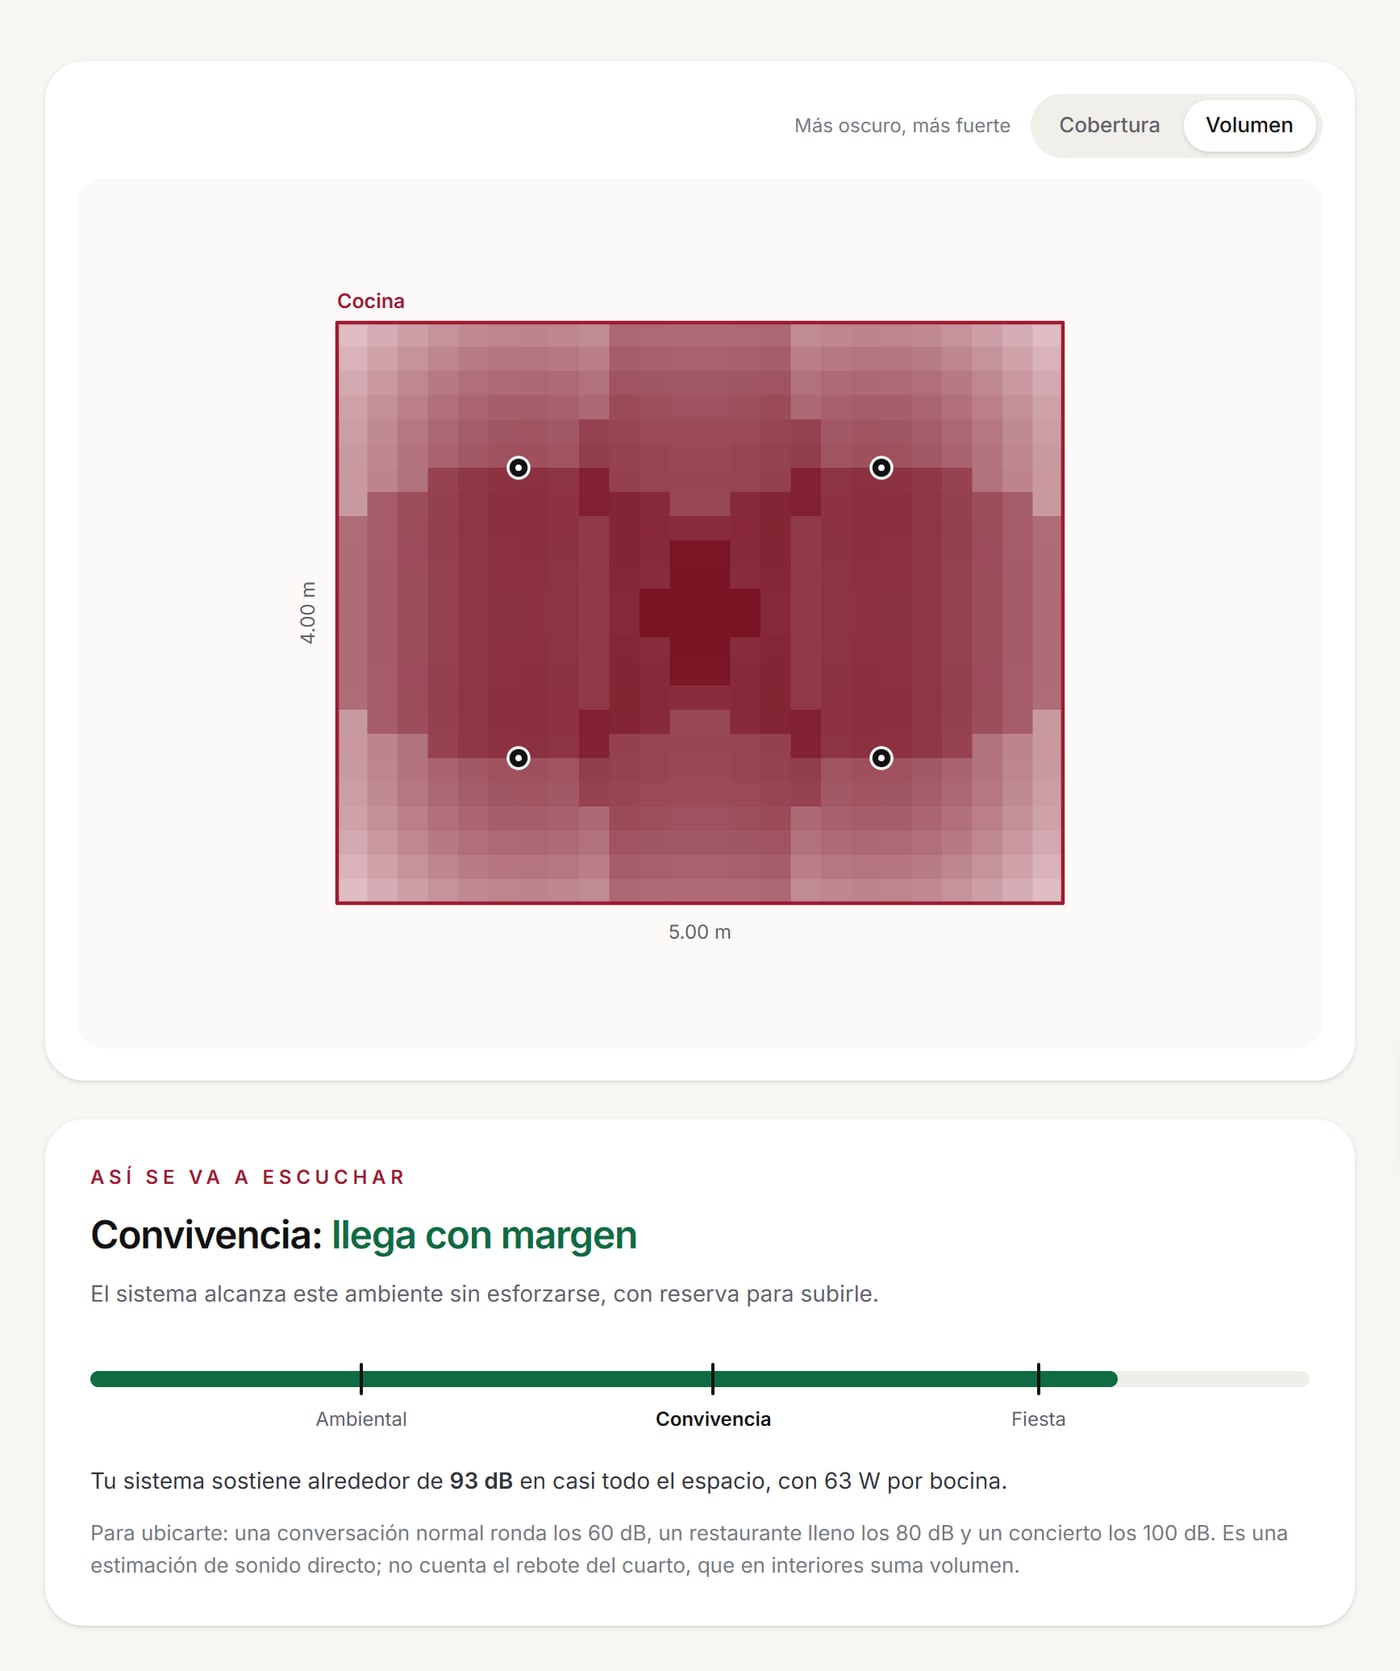 Más oscuro, más fuerte
Cobertura
Volumen
Cocina
4.00 m
5.00 m
ASÍ SE VA A ESCUCHAR
Convivencia: llega con margen
El sistema alcanza este ambiente sin esforzarse, con reserva para subirle.
Ambiental
Convivencia
Fiesta
Tu sistema sostiene alrededor de 93 dB en casi todo el espacio, con 63 W por bocina.
Para ubicarte: una conversación normal ronda los 60 dB, un restaurante lleno los 80 dB y un concierto los 100 dB. Es una
estimación de sonido directo; no cuenta el rebote del cuarto, que en interiores suma volumen.